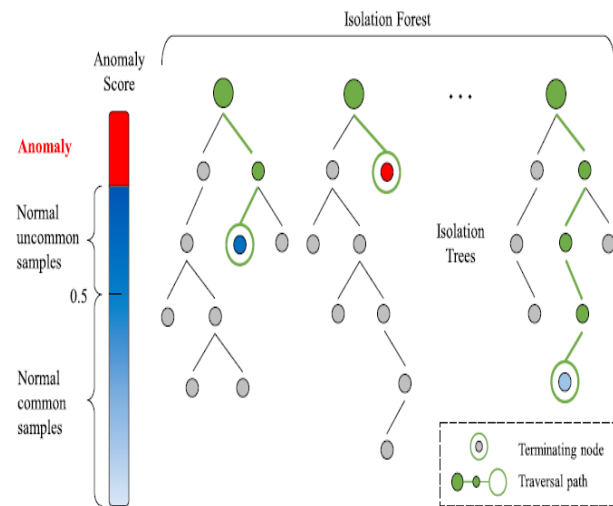 Isolation Forest
Anomaly
Score
Anomaly
Normal
uncommon
samples
0.5
Normal
common
samples
...
Isolation
Trees
Terminating node
Traversal path